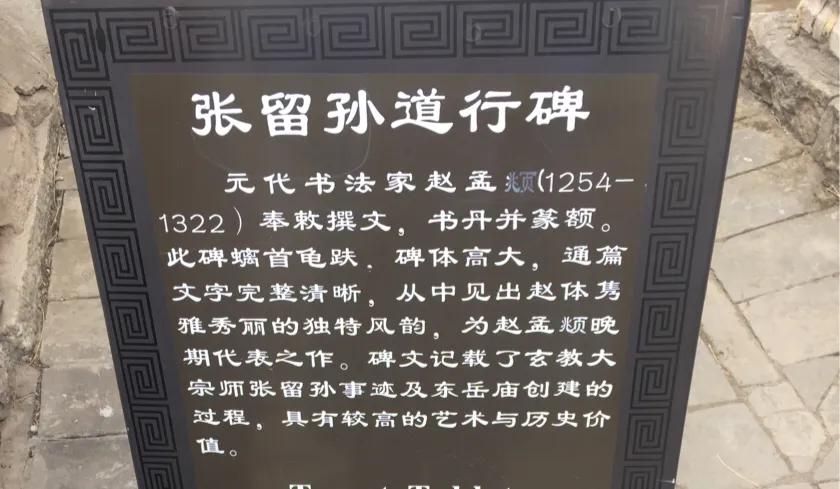 张留孙道行碑
元代书法家赵孟𫖯(1254-
1322）奉敕撰文，书丹并篆额。
此碑螭首龟趺，碑体高大，通篇
文字完整清晰，从中见出赵体隽
雅秀丽的独特风韵，为赵孟𫖯晚
期代表之作。碑文记载了玄教大
宗师张留孙事迹及东岳庙创建的
过程，具有较高的艺术与历史价
值。